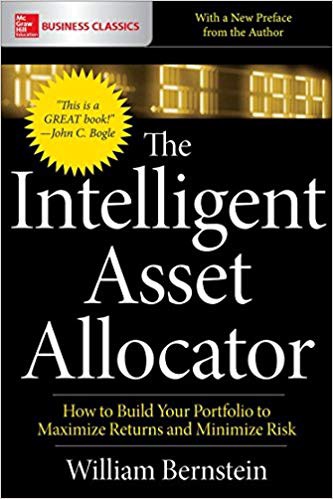 Mc
Graw
Hill
Education
BUSINESS CLASSICS
With a New Preface
from the Author
"This is a
GREAT book!"
—John C. Bogle
The
Intelligent
Asset
Allocator
How to Build Your Portfolio to
Maximize Returns and Minimize Risk
William Bernstein